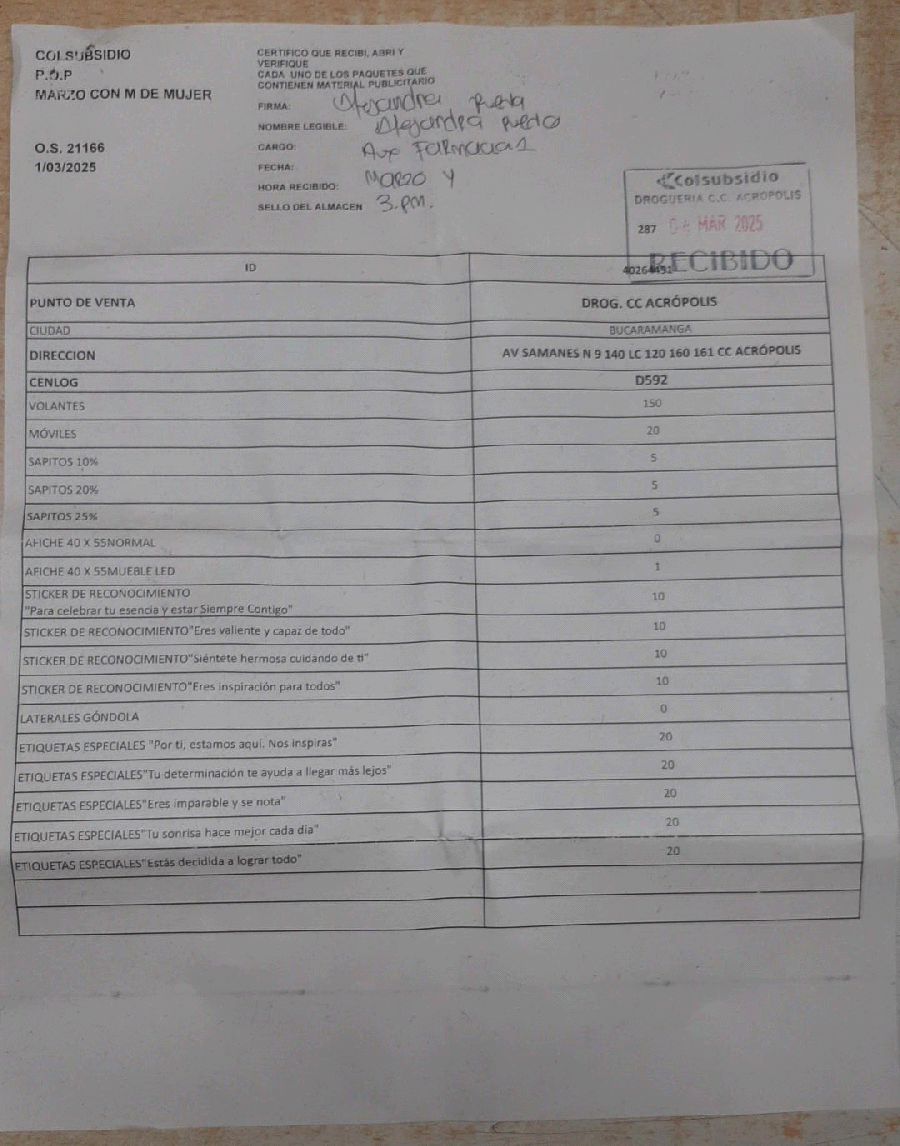 COLSUBSIDIO
P.O.P
MARZO CON M DE MUJER
O.S. 21166
1/03/2025
CERTIFICO QUE RECIBI, ABRI Y
VERIFIQUE
CADA UNO DE LOS PAQUETES QUE
CONTIENEN MATERIAL PUBLICITARIO
FIRMA: Alejandra
NOMBRE LEGIBLE: Alejandra
CARGO: Aux Farmacia 1
FECHA: Marzo 4
HORA RECIBIDO: 3.pm.
SELLO DEL ALMACEN
Colsubsidio
DROGUERIA C.C. ACROPOLIS
287 MAR 2025
RECIBIDO
ID
PUNTO DE VENTA DROG. CC ACRÓPOLIS
CIUDAD BUCARAMANGA
DIRECCION AV SAMANES N 9 140 LC 120 160 161 CC ACRÓPOLIS
CENLOG D592
VOLANTES 150
MÓVILES 20
SAPITOS 10% 5
SAPITOS 20% 5
SAPITOS 25% 5
AFICHE 40 X 55NORMAL 0
AFICHE 40 X 55MUEBLE LED 1
STICKER DE RECONOCIMIENTO
"Para celebrar tu esencia y estar Siempre Contigo" 10
STICKER DE RECONOCIMIENTO"Eres valiente y capaz de todo" 10
STICKER DE RECONOCIMIENTO"Siéntete hermosa cuidando de ti" 10
STICKER DE RECONOCIMIENTO"Eres inspiración para todos" 10
LATERALES GÓNDOLA 0
ETIQUETAS ESPECIALES "Por ti, estamos aquí. Nos inspiras" 20
ETIQUETAS ESPECIALES"Tu determinación te ayuda a llegar más lejos" 20
ETIQUETAS ESPECIALES"Eres imparable y se nota" 20
ETIQUETAS ESPECIALES"Tu sonrisa hace mejor cada día" 20
ETIQUETAS ESPECIALES"Estás decidida a lograr todo" 20